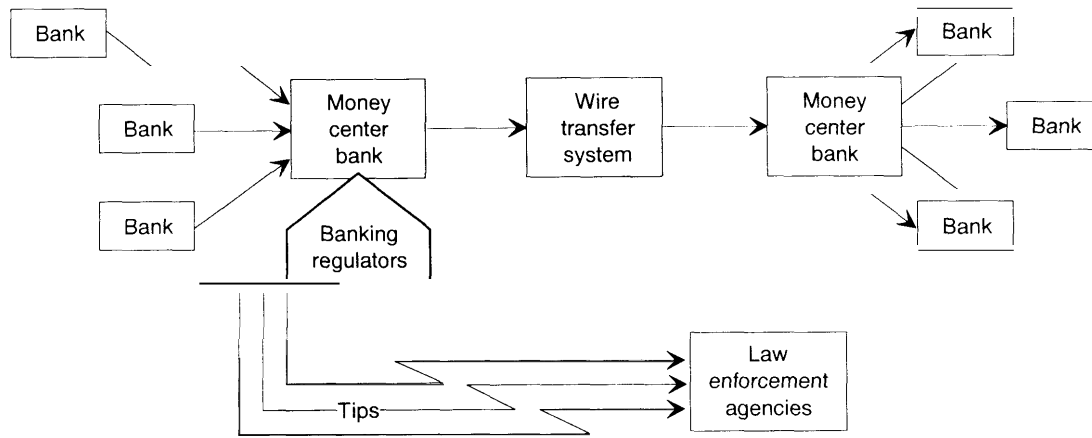 Bank
Bank
Bank
Money
center
bank
Banking
regulators
Wire
transfer
system
Money
center
bank
Bank
Bank
Bank
Tips
Law
enforcement
agencies